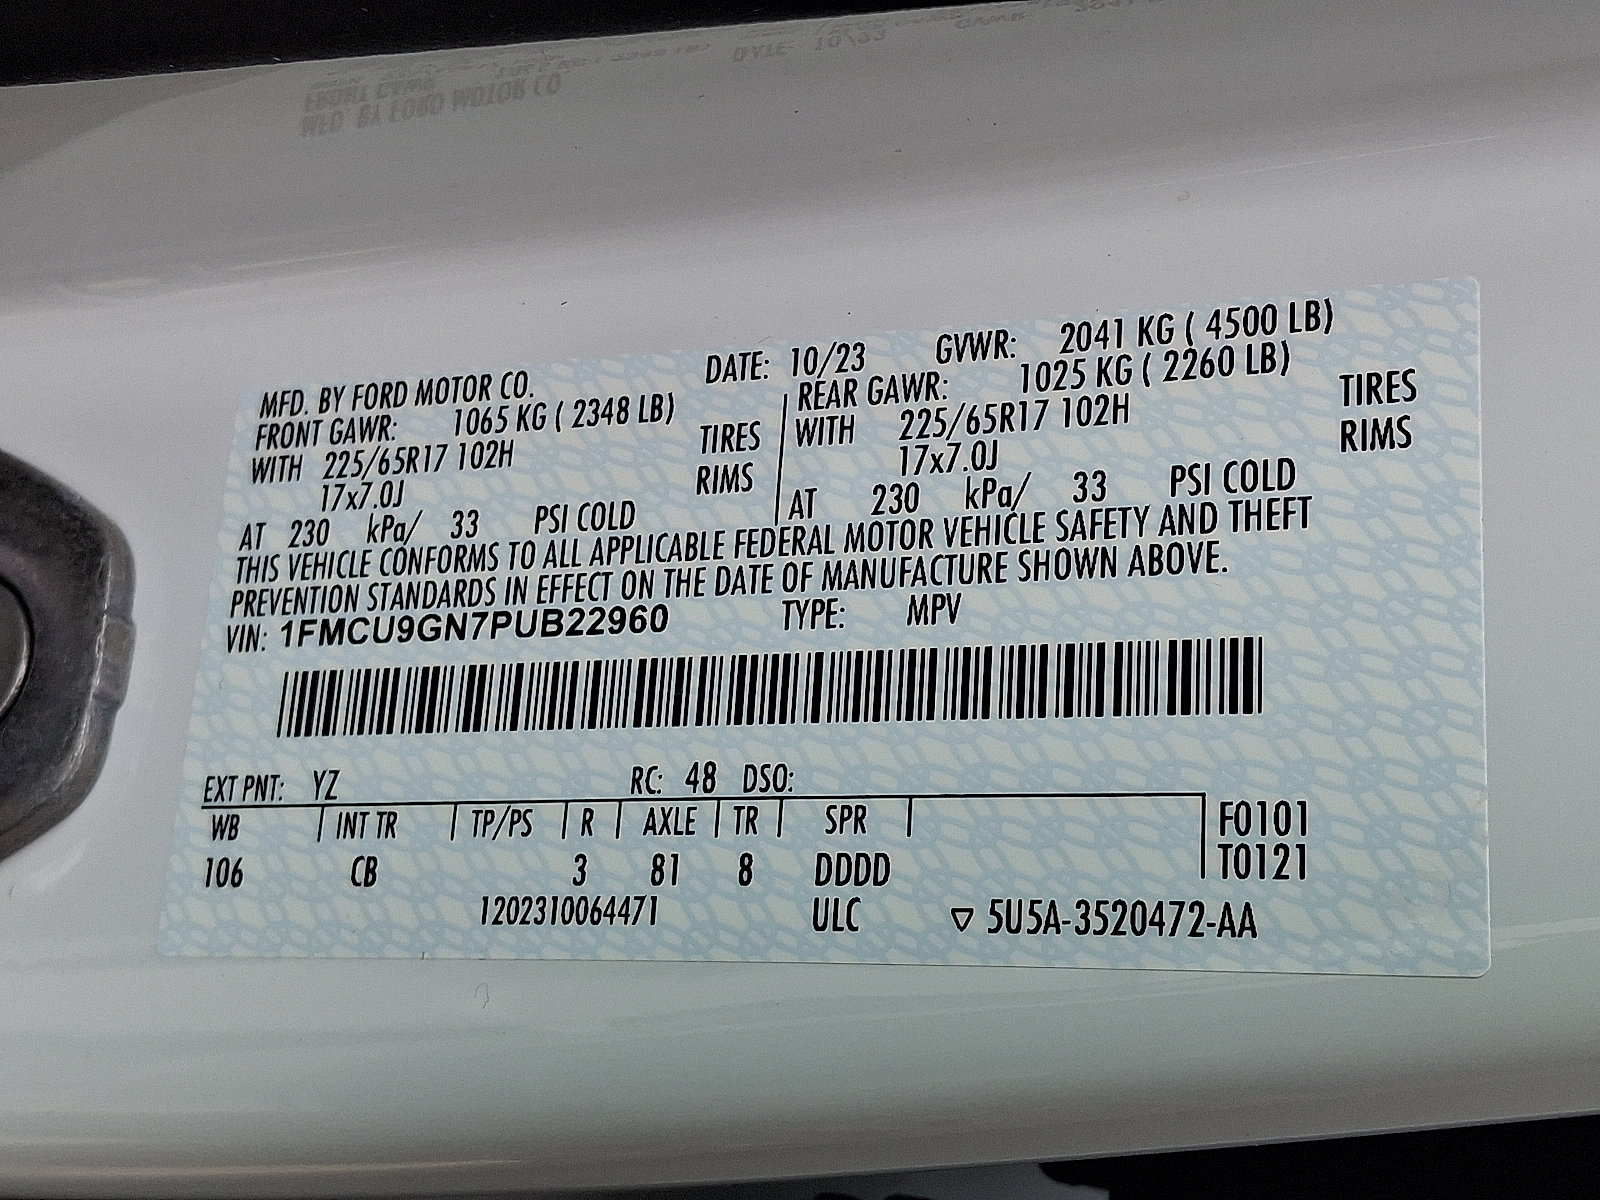 MFD. BY FORD MOTOR CO. DATE: 10/23 GVWR: 2041 KG ( 4500 LB)
FRONT GAWR: 1065 KG ( 2348 LB) REAR GAWR: 1025 KG ( 2260 LB)
WITH 225/65R17 102H TIRES WITH 225/65R17 102H TIRES
17x7.0J RIMS 17x7.0J RIMS
AT 230 kPa/ 33 PSI COLD AT 230 kPa/ 33 PSI COLD
THIS VEHICLE CONFORMS TO ALL APPLICABLE FEDERAL MOTOR VEHICLE SAFETY AND THEFT
PREVENTION STANDARDS IN EFFECT ON THE DATE OF MANUFACTURE SHOWN ABOVE.
VIN: 1FMCU9GN7PUB22960 TYPE: MPV
EXT PNT: YZ RC: 48 DSO:
WB INT TR TP/PS R AXLE TR SPR F0101
106 CB 3 81 8 DDDD T0121
1202310064471 ULC ▽ 5U5A-3520472-AA